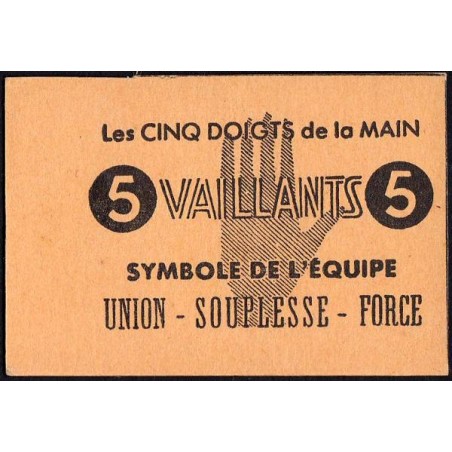 Les CINQ DOIGTS de la MAIN
5 VAILLANTS 5
SYMBOLE DE L'ÉQUIPE
UNION - SOUPLESSE - FORCE